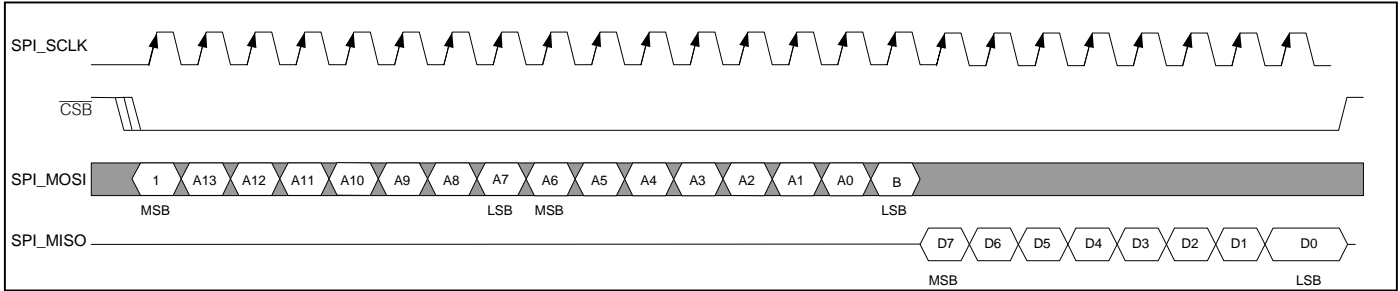 SPI_SCLK
CSB
SPI_MOSI 1 A13 A12 A11 A10 A9 A8 A7 A6 A5 A4 A3 A2 A1 A0 B
MSB LSB MSB LSB
SPI_MISO D7 D6 D5 D4 D3 D2 D1 D0
MSB LSB